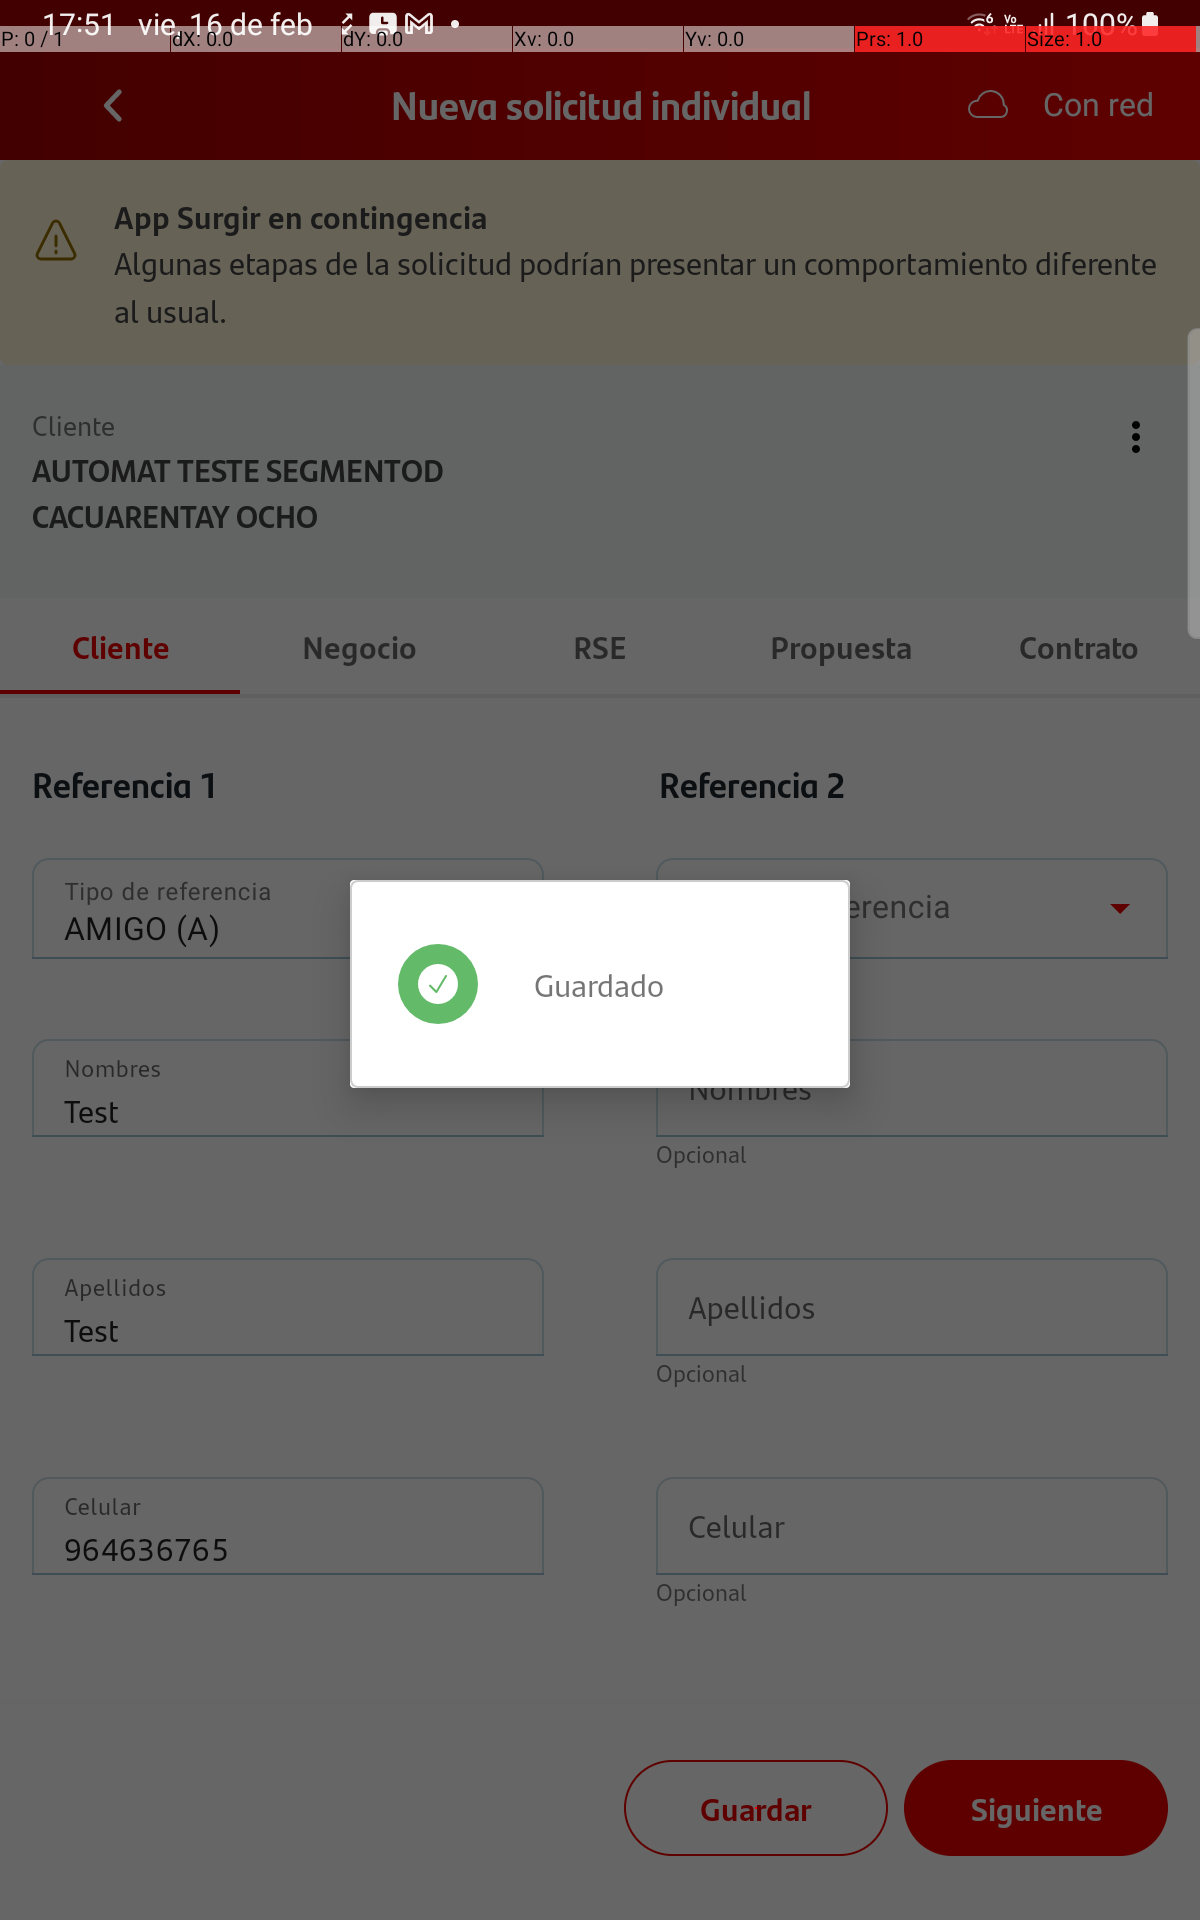 17:51 vie, 16 de feb 100%
P: 0 / 1 dX: 0.0 dY: 0.0 Xv: 0.0 Yv: 0.0 Prs: 1.0 Size: 1.0
Nueva solicitud individual Con red
App Surgir en contingencia
Algunas etapas de la solicitud podrían presentar un comportamiento diferente
al usual.
Cliente
AUTOMAT TESTE SEGMENTOD
CACUARENTAY OCHO
Cliente Negocio RSE Propuesta Contrato
Referencia 1 Referencia 2
Tipo de referencia
AMIGO (A)
erencia
Guardado
Nombres
Test
Nombres
Opcional
Apellidos
Test
Apellidos
Opcional
Celular
964636765
Celular
Opcional
Guardar Siguiente